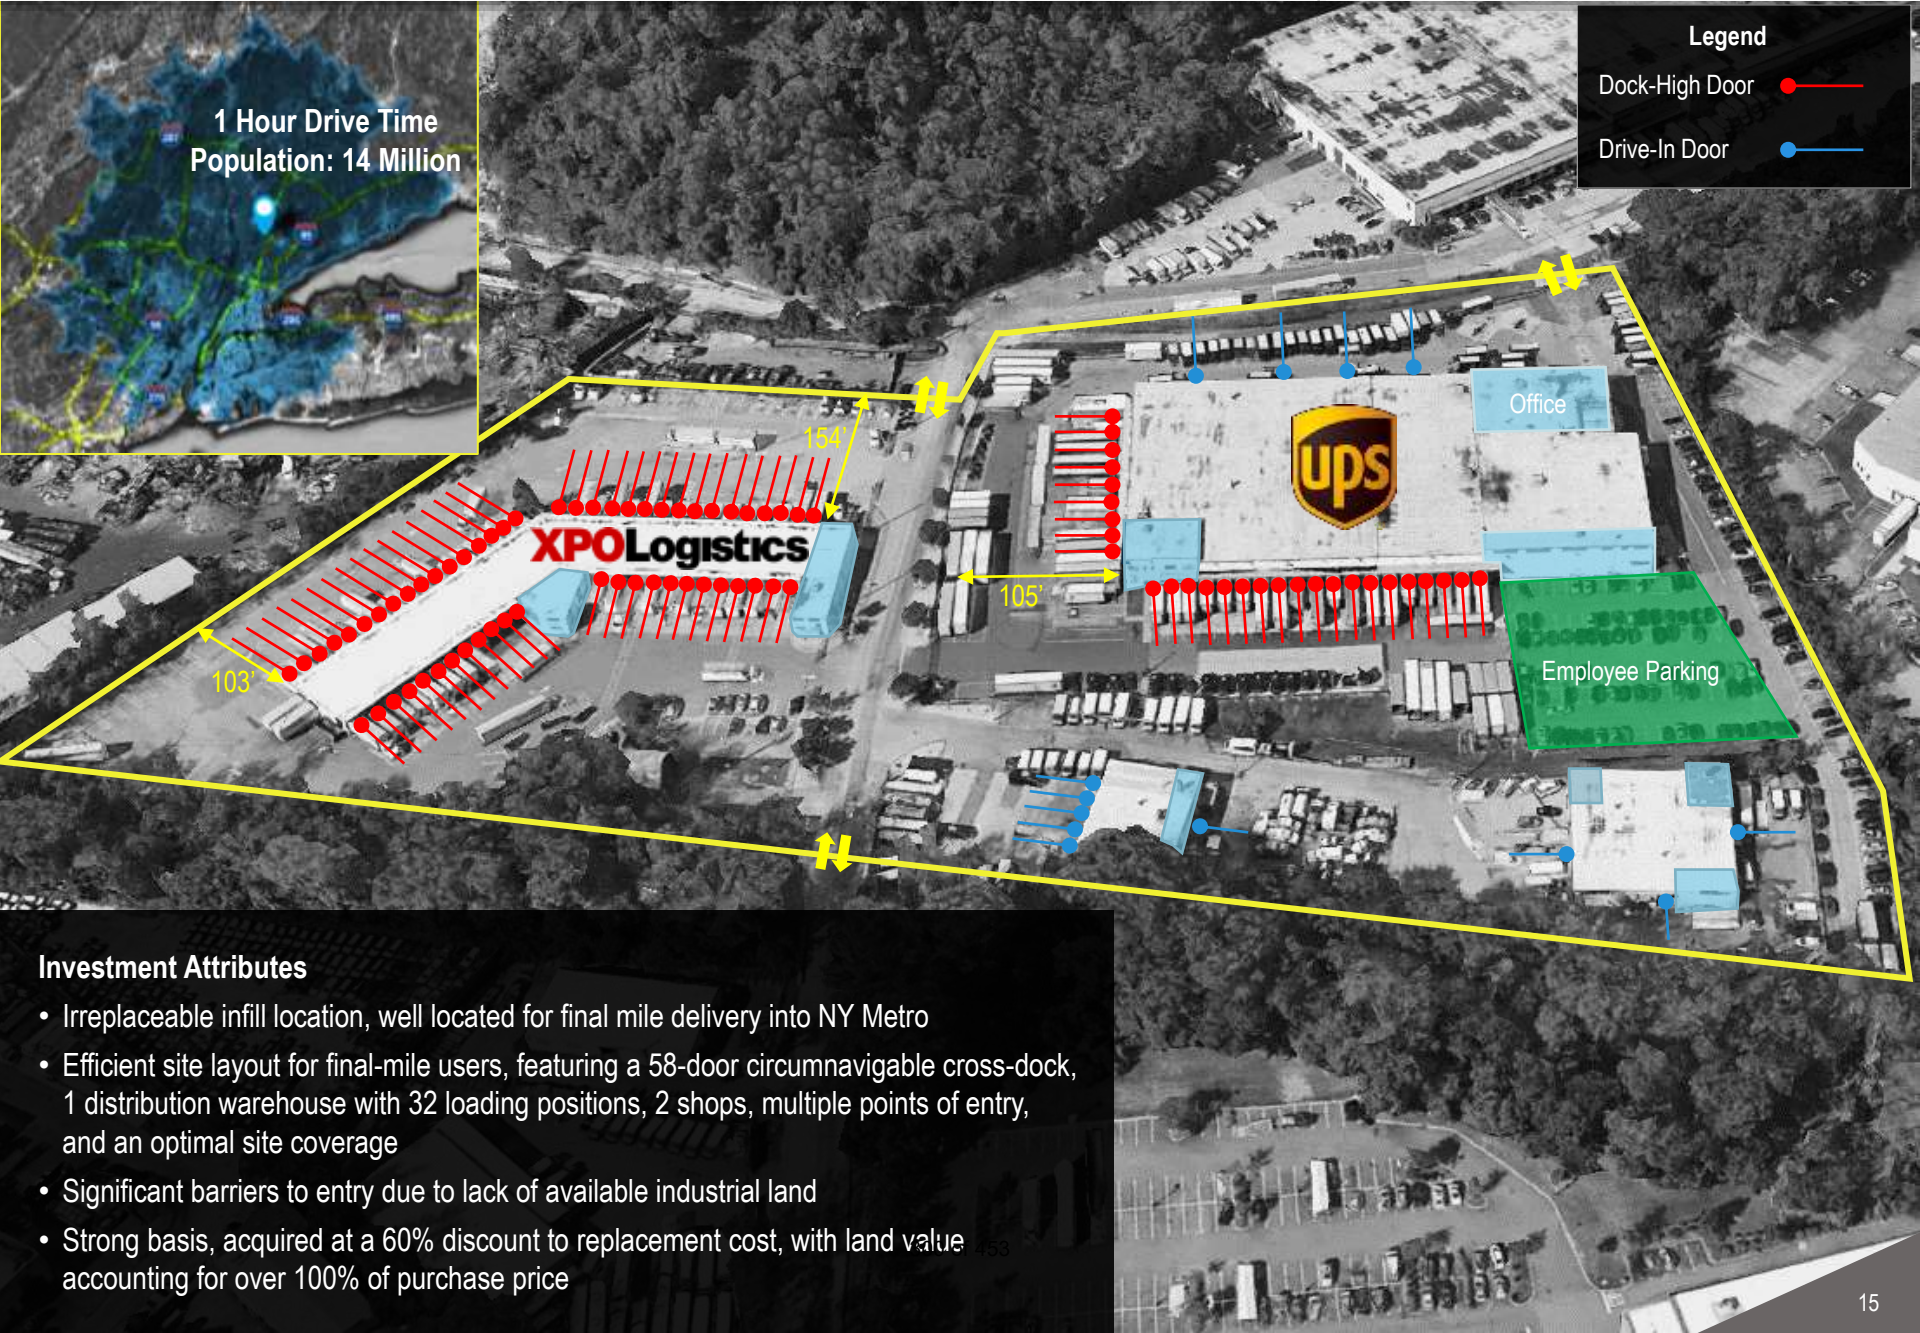 1 Hour Drive Time
Population: 14 Million
Legend
Dock-High Door
Drive-In Door
Office
ups
154'
XPOLogistics
105'
103'
Employee Parking
Investment Attributes
• Irreplaceable infill location, well located for final mile delivery into NY Metro
• Efficient site layout for final-mile users, featuring a 58-door circumnavigable cross-dock,
1 distribution warehouse with 32 loading positions, 2 shops, multiple points of entry,
and an optimal site coverage
• Significant barriers to entry due to lack of available industrial land
• Strong basis, acquired at a 60% discount to replacement cost, with land value
accounting for over 100% of purchase price
453
15